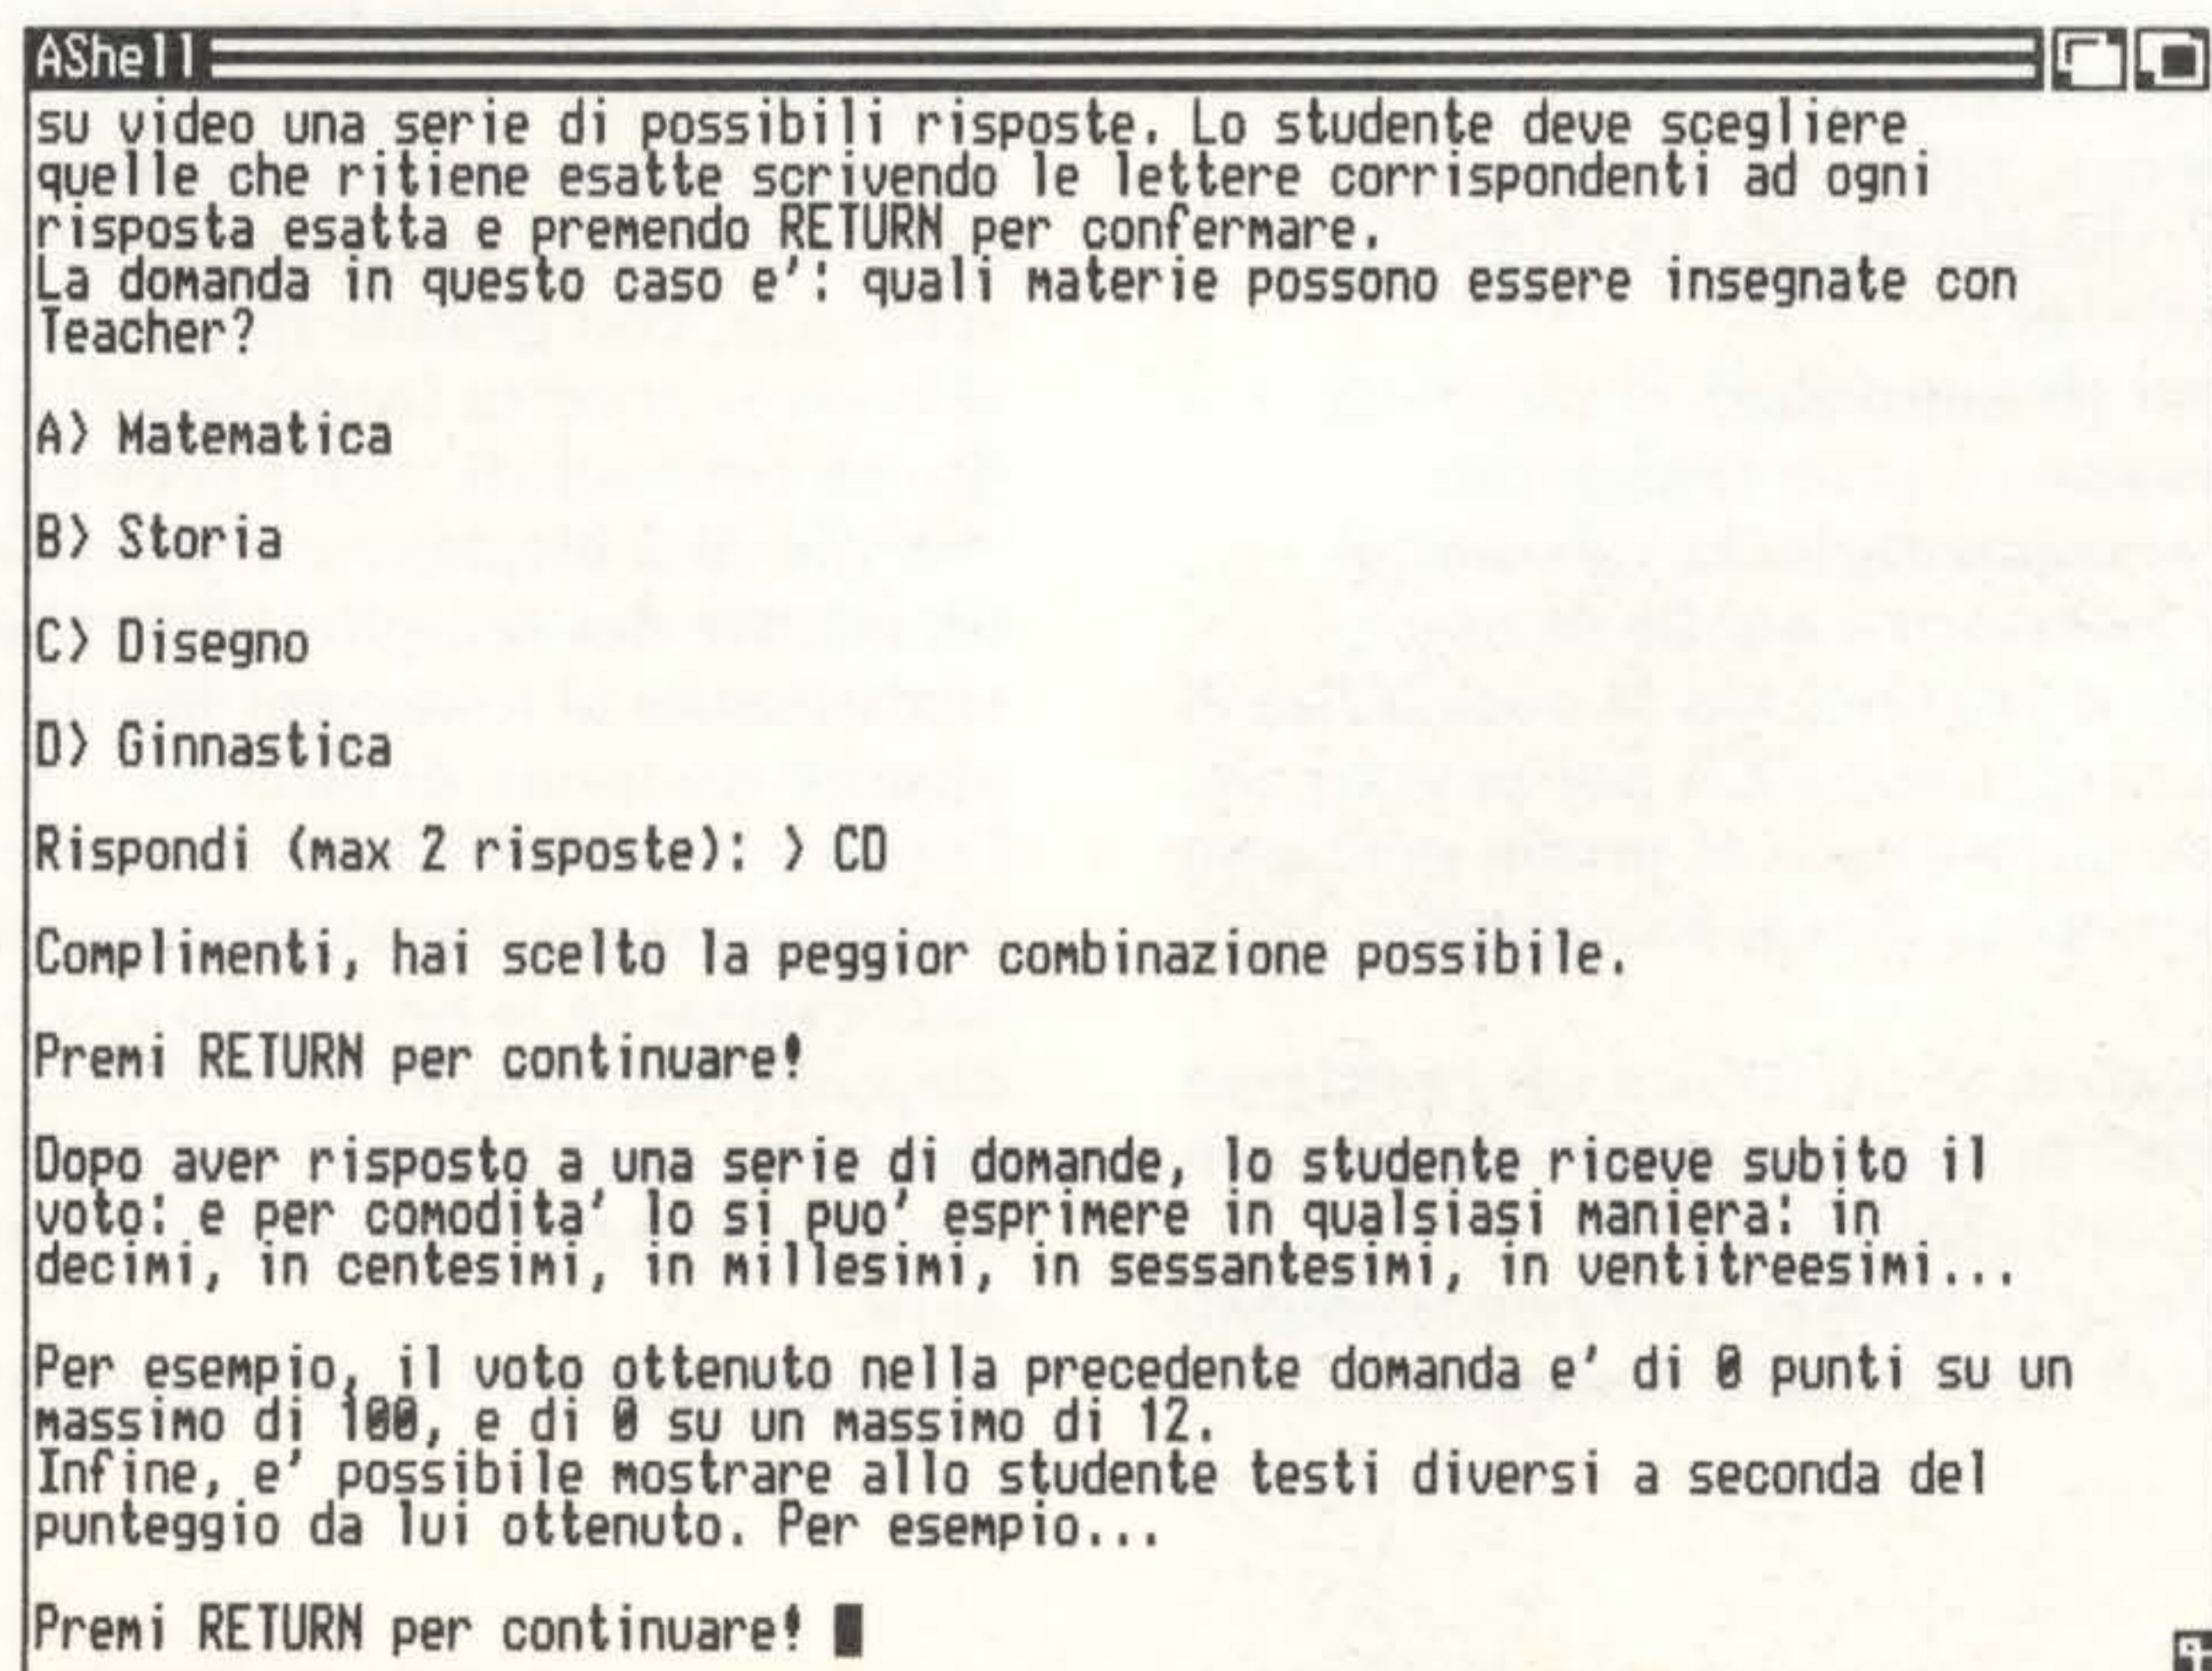 AShell
su video una serie di possibili risposte. Lo studente deve scegliere
quelle che ritiene esatte scrivendo le lettere corrispondenti ad ogni
risposta esatta e premendo RETURN per confermare.
La domanda in questo caso e': quali materie possono essere insegnate con
Teacher?
A> Matematica
B> Storia
C> Disegno
D> Ginnastica
Rispondi (max 2 risposte): > CD
Complimenti, hai scelto la peggior combinazione possibile.
Premi RETURN per continuare!
Dopo aver risposto a una serie di domande, lo studente riceve subito il
voto: e per comodita' lo si puo' esprimere in qualsiasi maniera: in
decimi, in centesimi, in millesimi, in sessantesimi, in ventitreesimi...
Per esempio, il voto ottenuto nella precedente domanda e' di 0 punti su un
massimo di 100, e di 0 su un massimo di 12.
Infine, e' possibile mostrare allo studente testi diversi a seconda del
punteggio da lui ottenuto. Per esempio...
Premi RETURN per continuare!